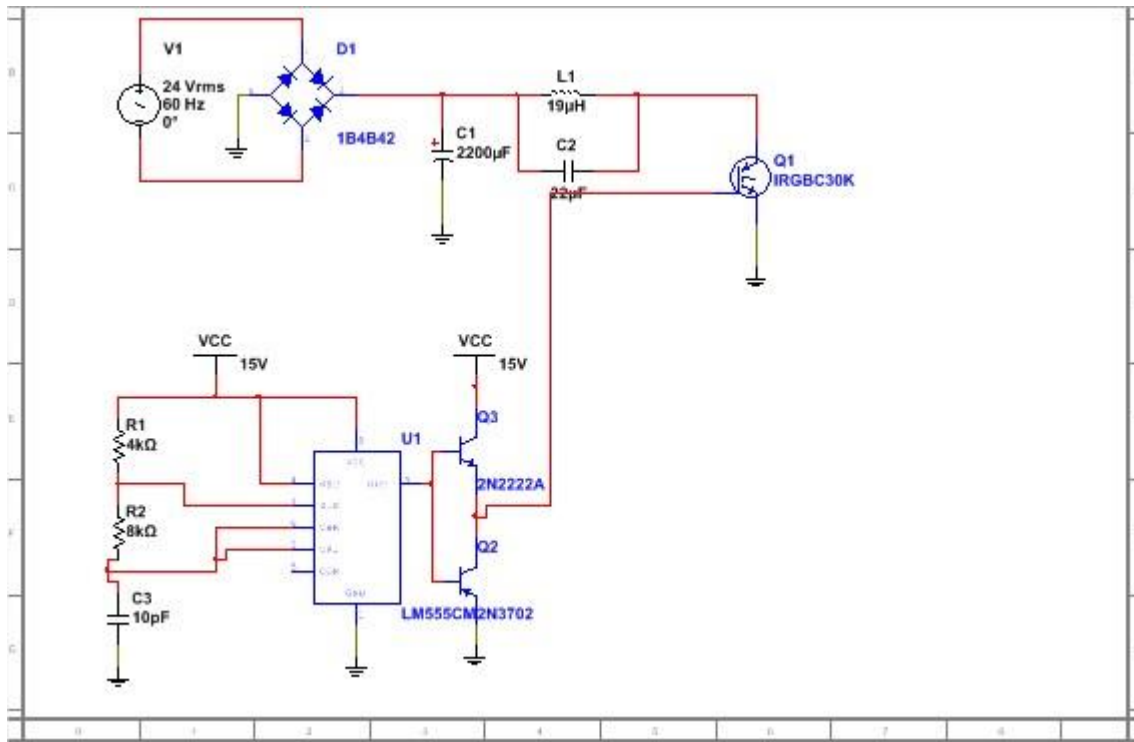 V1
24 Vrms
60 Hz
0°
D1
1B4B42
C1
2200µF
L1
19µH
C2
22µF
Q1
IRGBC30K
VCC
15V
VCC
15V
R1
4kΩ
R2
8kΩ
C3
10pF
U1
LM555CM
Q3
2N2222A
Q2
2N3702